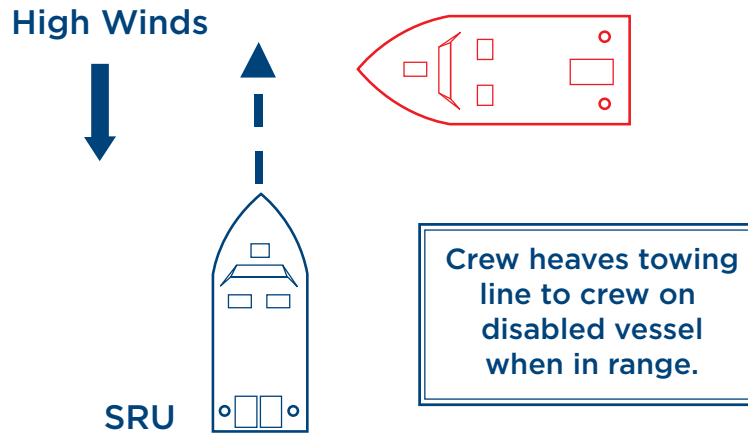 High Winds
Crew heaves towing
line to crew on
disabled vessel
when in range.
SRU